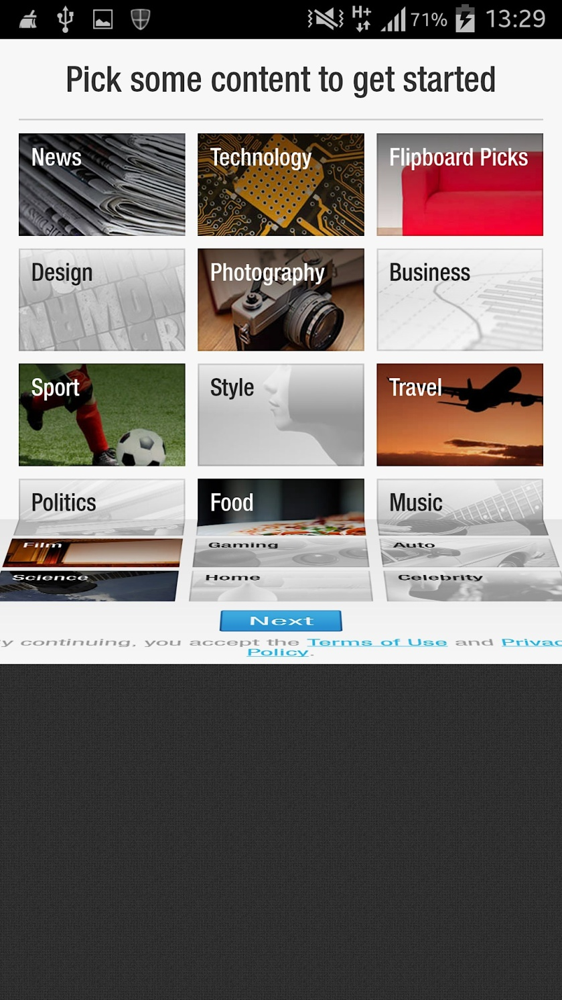 H+ 71% 13:29
Pick some content to get started
News Technology Flipboard Picks
Design Photography Business
Sport Style Travel
Politics Food Music
Film Gaming Auto
Science Home Celebrity
Next
continuing, you accept the Terms of Use and
Policy.